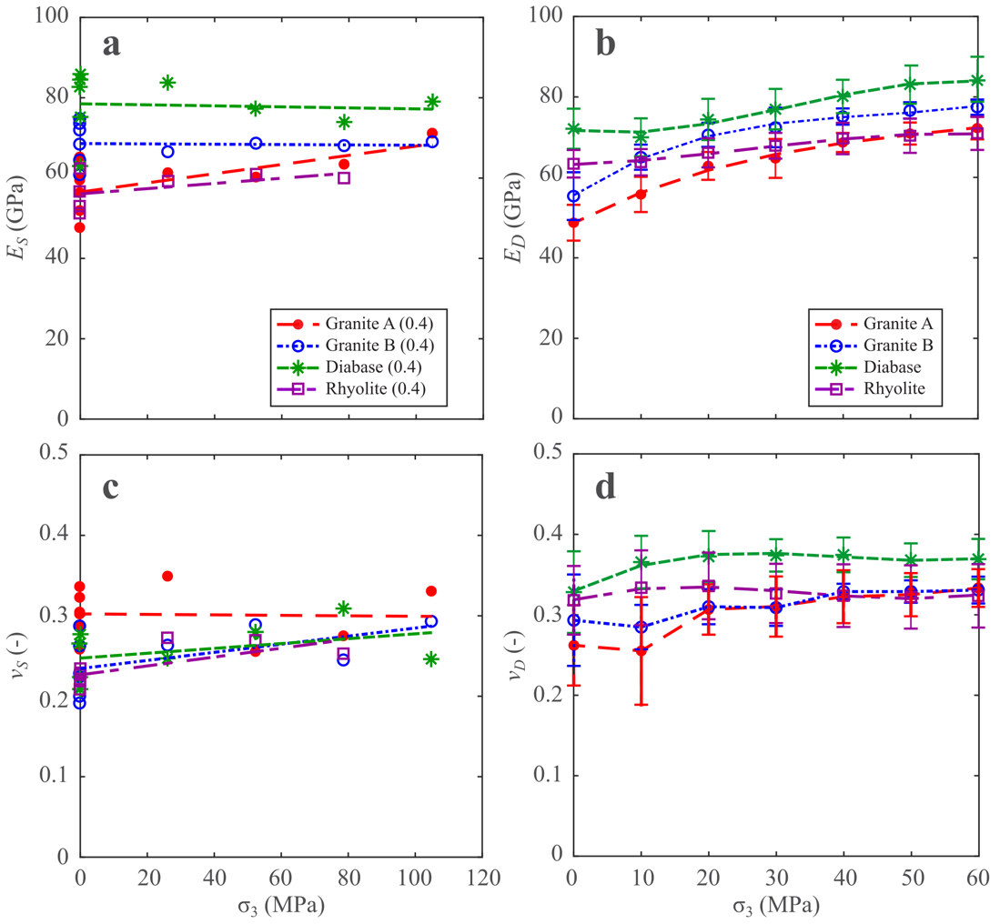 a
100
80
60
40
20
0
E_S (GPa)
Granite A (0.4)
Granite B (0.4)
Diabase (0.4)
Rhyolite (0.4)
b
100
80
60
40
20
0
E_D (GPa)
Granite A
Granite B
Diabase
Rhyolite
c
0.5
0.4
0.3
0.2
0.1
0
ν_S (-)
0 20 40 60 80 100 120
σ₃ (MPa)
d
0.5
0.4
0.3
0.2
0.1
0
ν_D (-)
0 10 20 30 40 50 60
σ₃ (MPa)